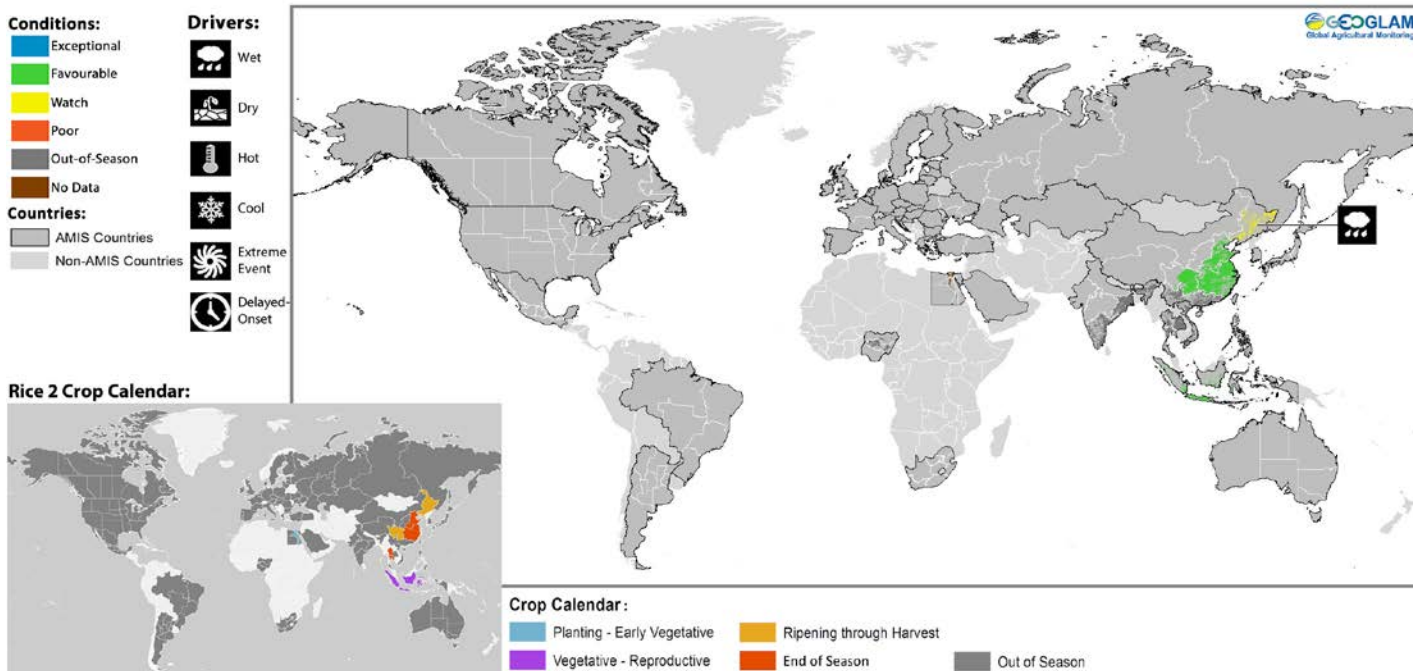 Conditions:
Exceptional
Favourable
Watch
Poor
Out-of-Season
No Data
Countries:
AMIS Countries
Non-AMIS Countries
Drivers:
Wet
Dry
Hot
Cool
Extreme
Event
Delayed-
Onset
GEOGLAM
Global Agricultural Monitoring
Rice 2 Crop Calendar:
Crop Calendar :
Planting - Early Vegetative
Ripening through Harvest
Vegetative - Reproductive
End of Season
Out of Season